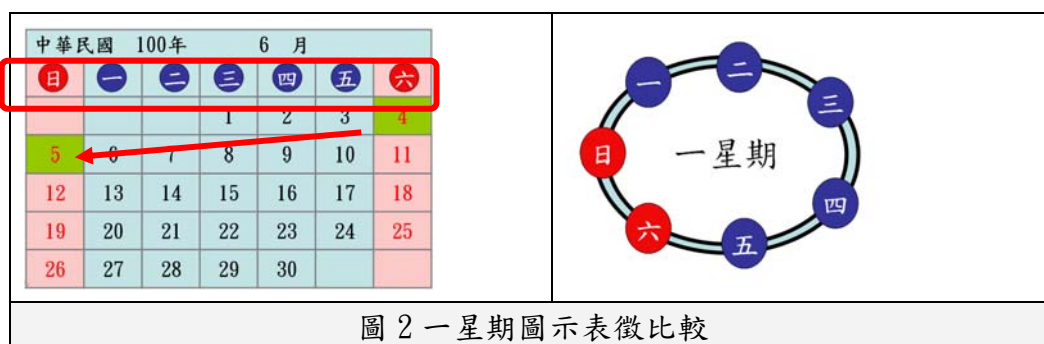 中華民國 100年 6 月
日 一 二 三 四 五 六
1 2 3 4
5 6 7 8 9 10 11
12 13 14 15 16 17 18
19 20 21 22 23 24 25
26 27 28 29 30
一 二 三 四 五 六 日
一星期
圖 2 一星期圖示表徵比較